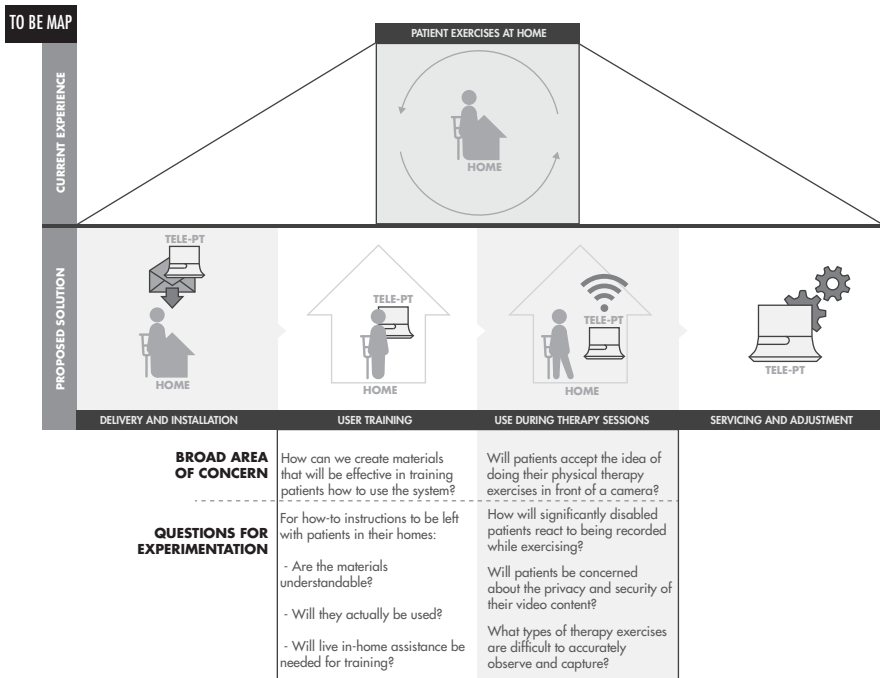 TO BE MAP
CURRENT EXPERIENCE
PATIENT EXERCISES AT HOME
HOME
PROPOSED SOLUTION
TELE-PT
HOME
TELE-PT
HOME
TELE-PT
HOME
TELE-PT
DELIVERY AND INSTALLATION
USER TRAINING
USE DURING THERAPY SESSIONS
SERVICING AND ADJUSTMENT
BROAD AREA
OF CONCERN
How can we create materials
that will be effective in training
patients how to use the system?
Will patients accept the idea of
doing their physical therapy
exercises in front of a camera?
QUESTIONS FOR
EXPERIMENTATION
For how-to instructions to be left
with patients in their homes:
- Are the materials
understandable?
- Will they actually be used?
- Will live in-home assistance be
needed for training?
How will significantly disabled
patients react to being recorded
while exercising?
Will patients be concerned
about the privacy and security of
their video content?
What types of therapy exercises
are difficult to accurately
observe and capture?